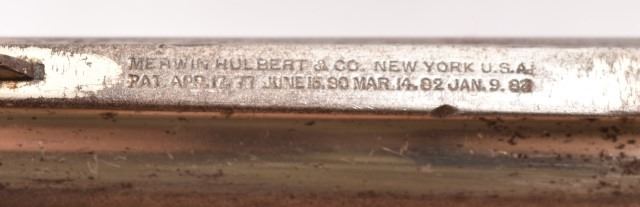 MERWIN HULBERT & CO. NEW YORK U.S.A.
PAT. APR. 17. 77 JUNE 15. 80 MAR. 14. 82 JAN. 9. 83